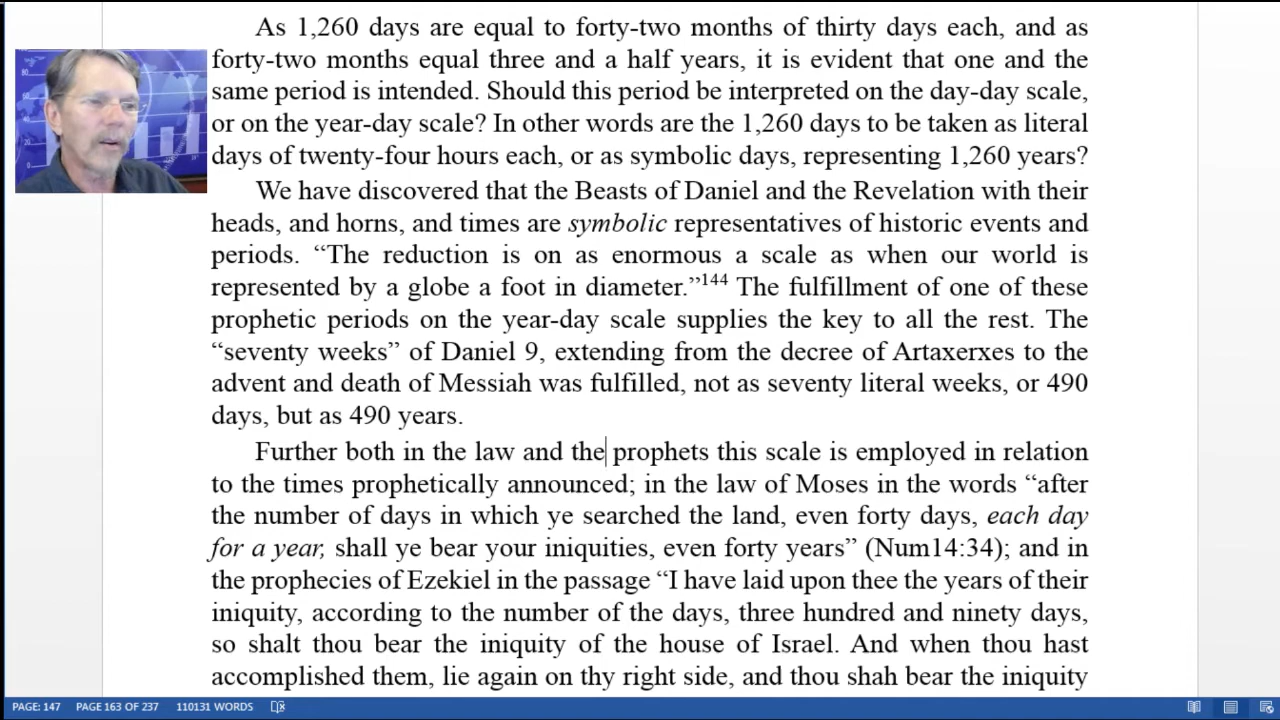 As 1,260 days are equal to forty-two months of thirty days each, and as
forty-two months equal three and a half years, it is evident that one and the
same period is intended. Should this period be interpreted on the day-day scale,
or on the year-day scale? In other words are the 1,260 days to be taken as literal
days of twenty-four hours each, or as symbolic days, representing 1,260 years?
We have discovered that the Beasts of Daniel and the Revelation with their
heads, and horns, and times are symbolic representatives of historic events and
periods. “The reduction is on as enormous a scale as when our world is
represented by a globe a foot in diameter.”144 The fulfillment of one of these
prophetic periods on the year-day scale supplies the key to all the rest. The
“seventy weeks” of Daniel 9, extending from the decree of Artaxerxes to the
advent and death of Messiah was fulfilled, not as seventy literal weeks, or 490
days, but as 490 years.
Further both in the law and the prophets this scale is employed in relation
to the times prophetically announced; in the law of Moses in the words “after
the number of days in which ye searched the land, even forty days, each day
for a year, shall ye bear your iniquities, even forty years” (Num14:34); and in
the prophecies of Ezekiel in the passage “I have laid upon thee the years of their
iniquity, according to the number of the days, three hundred and ninety days,
so shalt thou bear the iniquity of the house of Israel. And when thou hast
accomplished them, lie again on thy right side, and thou shah bear the iniquity
PAGE: 147 PAGE 163 OF 237 110131 WORDS